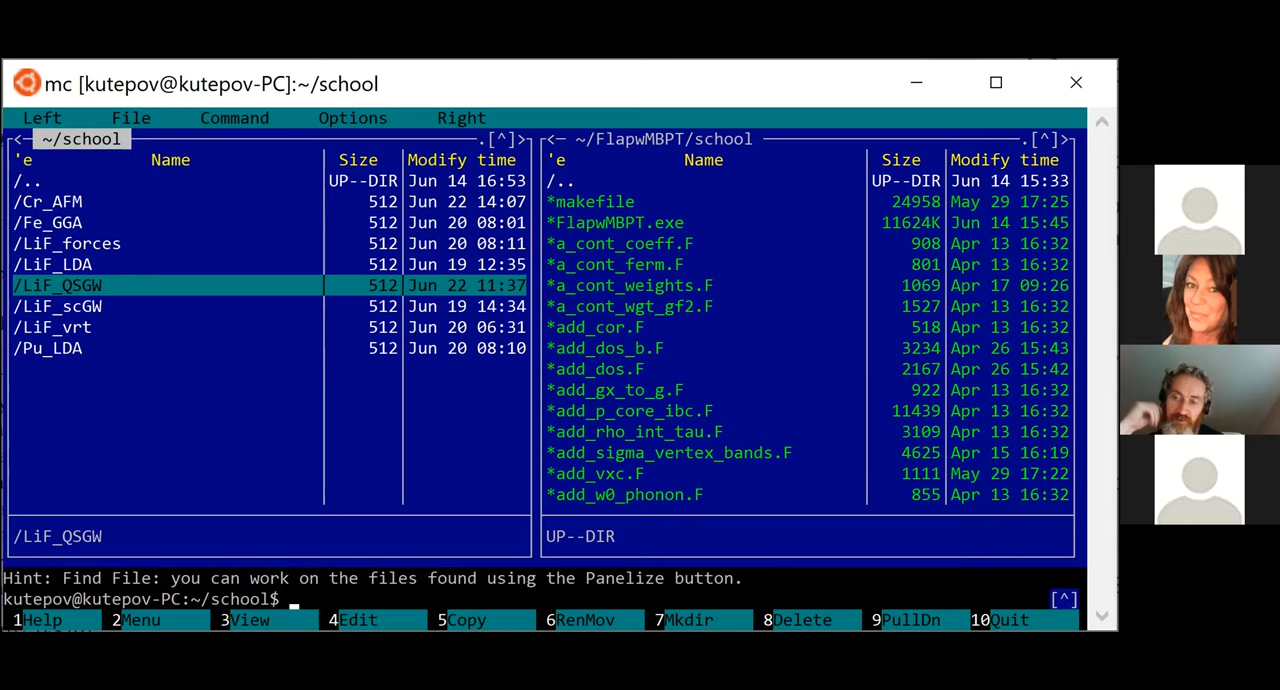 mc [kutepov@kutepov-PC]:~/school
Left File Command Options Right
<- ~/school .[^]>
'e Name Size Modify time
/.. UP--DIR Jun 14 16:53
/Cr_AFM 512 Jun 22 14:07
/Fe_GGA 512 Jun 20 08:01
/LiF_forces 512 Jun 20 08:11
/LiF_LDA 512 Jun 19 12:35
/LiF_QSGW 512 Jun 22 11:37
/LiF_scGW 512 Jun 19 14:34
/LiF_vrt 512 Jun 20 06:31
/Pu_LDA 512 Jun 20 08:10
/LiF_QSGW
<- ~/FlapwMBPT/school .[^]>
'e Name Size Modify time
/.. UP--DIR Jun 14 15:33
*makefile 24958 May 29 17:25
*FlapwMBPT.exe 11624K Jun 14 15:45
*a_cont_coeff.F 908 Apr 13 16:32
*a_cont_ferm.F 801 Apr 13 16:32
*a_cont_weights.F 1069 Apr 17 09:26
*a_cont_wgt_gf2.F 1527 Apr 13 16:32
*add_cor.F 518 Apr 13 16:32
*add_dos_b.F 3234 Apr 26 15:43
*add_dos.F 2167 Apr 26 15:42
*add_gx_to_g.F 922 Apr 13 16:32
*add_p_core_ibc.F 11439 Apr 13 16:32
*add_rho_int_tau.F 3109 Apr 13 16:32
*add_sigma_vertex_bands.F 4625 Apr 15 16:19
*add_vxc.F 1111 May 29 17:22
*add_w0_phonon.F 855 Apr 13 16:32
UP--DIR
Hint: Find File: you can work on the files found using the Panelize button.
kutepov@kutepov-PC:~/school$ [^]
1Help 2Menu 3View 4Edit 5Copy 6RenMov 7Mkdir 8Delete 9PullDn 10Quit